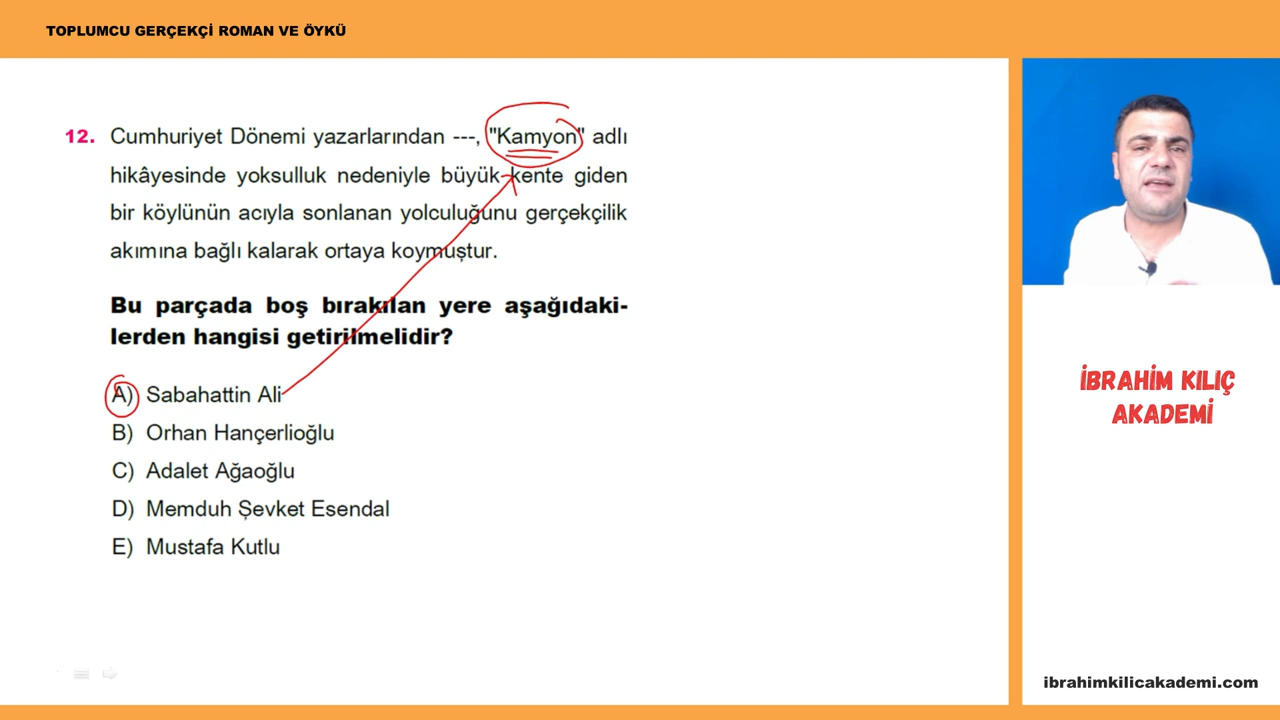 TOPLUMCU GERÇEKÇİ ROMAN VE ÖYKÜ
12. Cumhuriyet Dönemi yazarlarından ---, "Kamyon" adlı
hikâyesinde yoksulluk nedeniyle büyük kente giden
bir köylünün acıyla sonlanan yolculuğunu gerçekçilik
akımına bağlı kalarak ortaya koymuştur.
Bu parçada boş bırakılan yere aşağıdaki-
lerden hangisi getirilmelidir?
A) Sabahattin Ali
B) Orhan Hançerlioğlu
C) Adalet Ağaoğlu
D) Memduh Şevket Esendal
E) Mustafa Kutlu
İBRAHİM KILIÇ
AKADEMİ
ibrahimkilicakademi.com